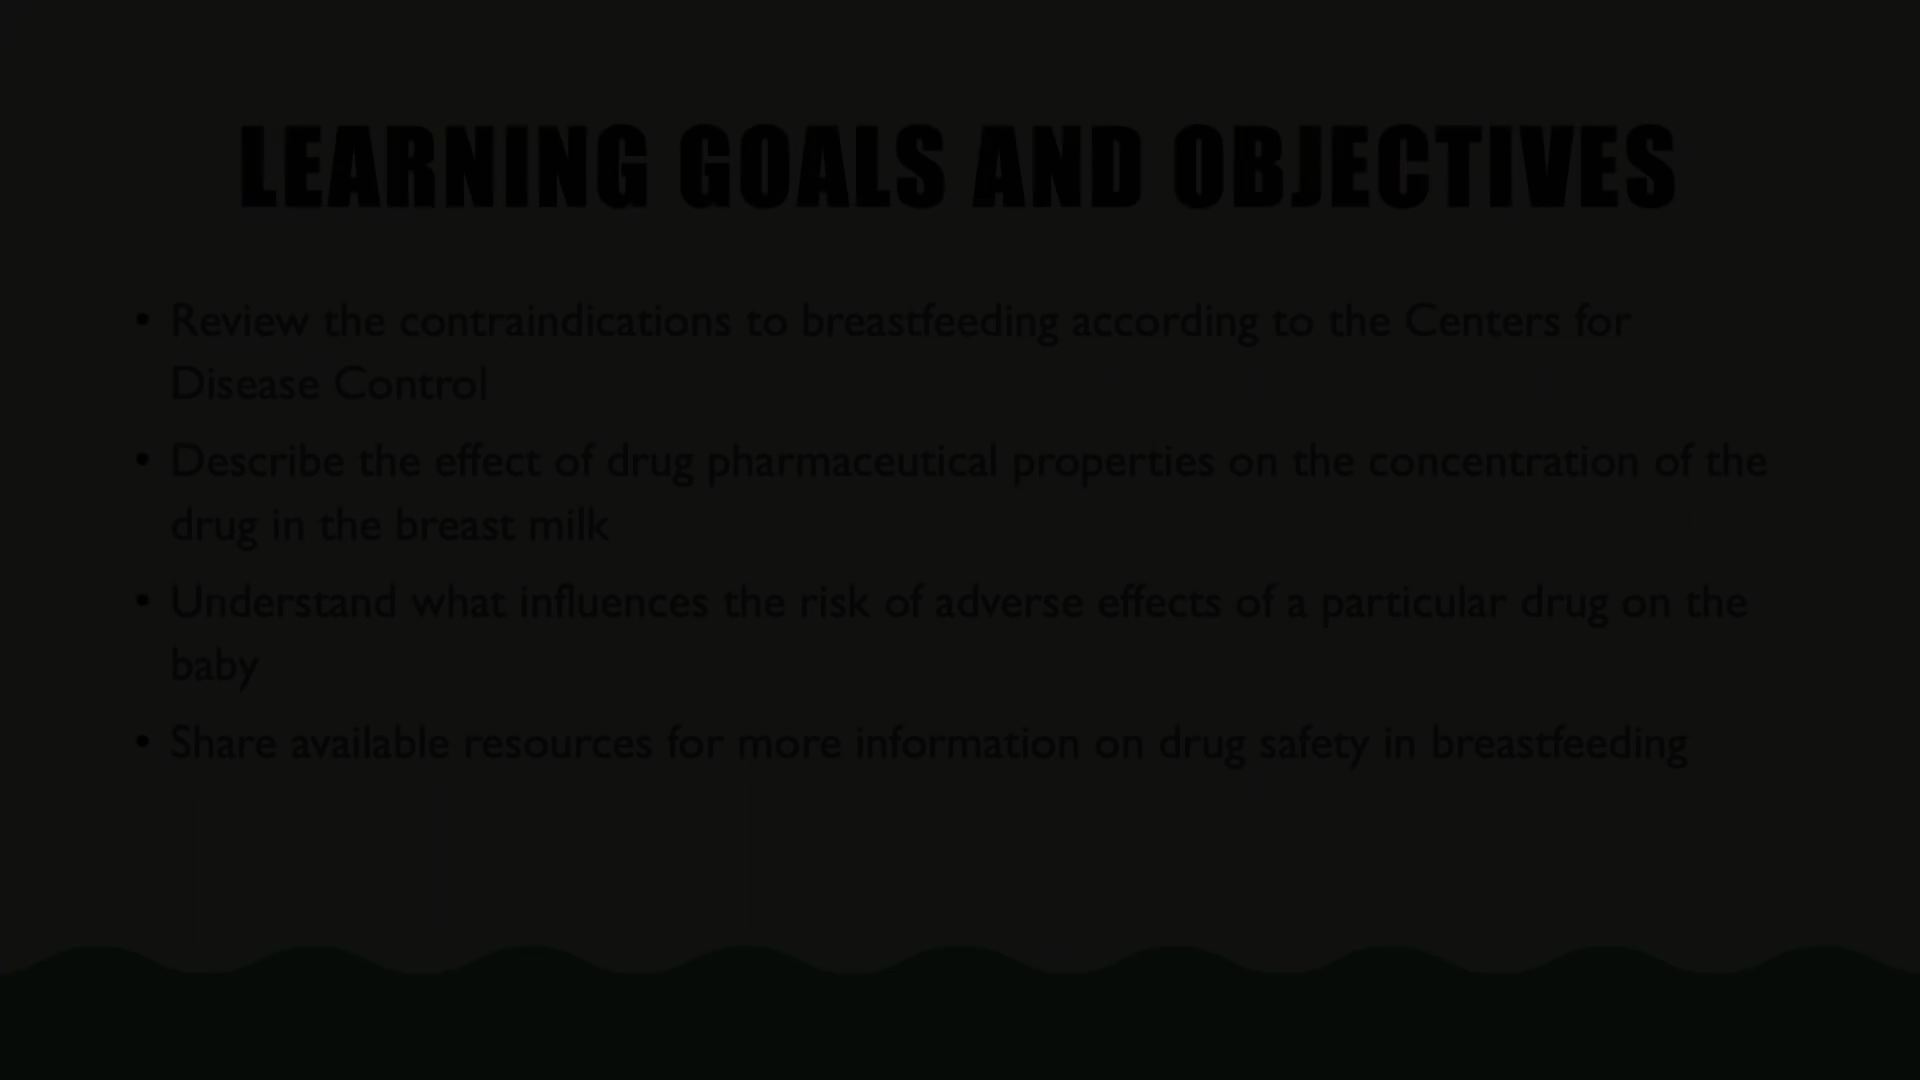 LEARNING GOALS AND OBJECTIVES
• Review the contraindications to breastfeeding according to the Centers for
Disease Control
• Describe the effect of drug pharmaceutical properties on the concentration of the
drug in the breast milk
• Understand what influences the risk of adverse effects of a particular drug on the
baby
• Share available resources for more information on drug safety in breastfeeding